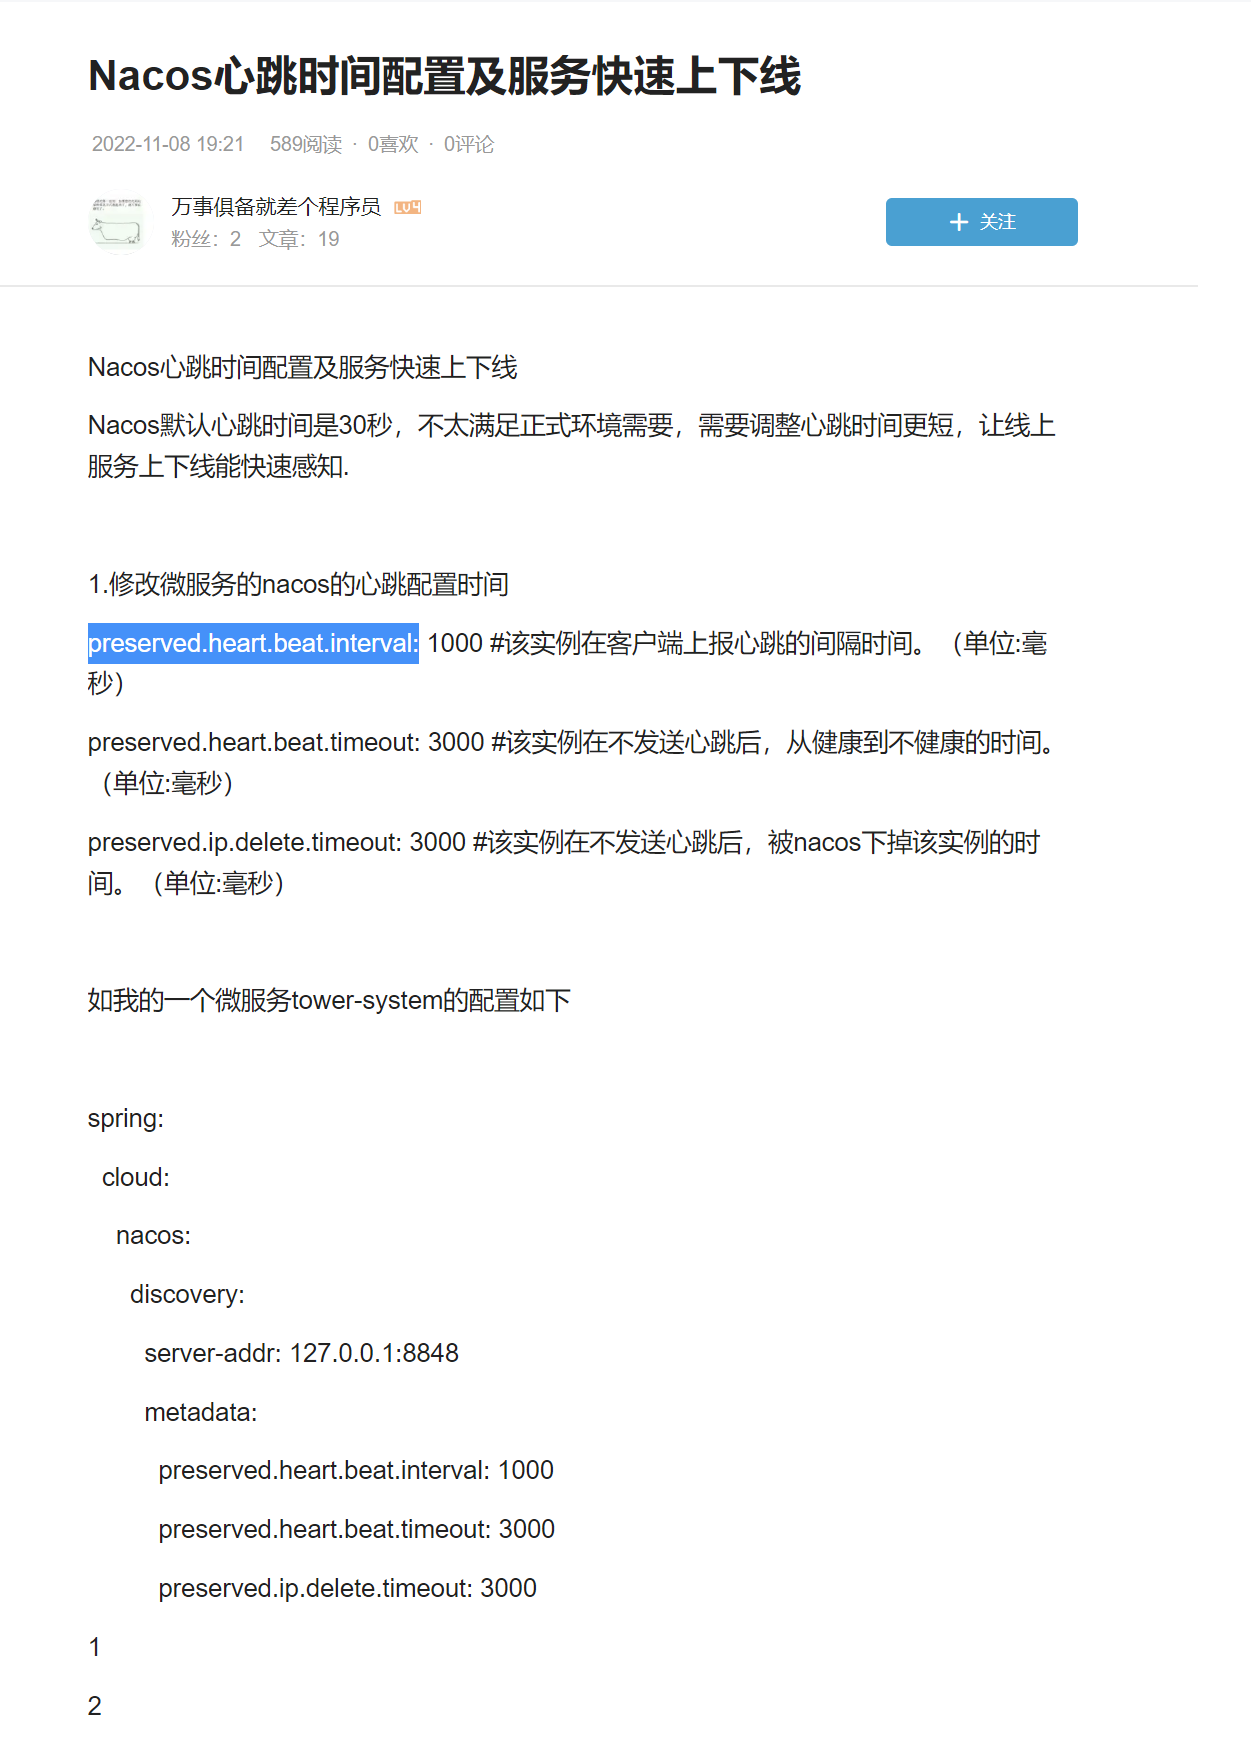 Nacos心跳时间配置及服务快速上下线
2022-11-08 19:21 589阅读 · 0喜欢 · 0评论
万事俱备就差个程序员 LV4
粉丝：2 文章：19
关注
Nacos心跳时间配置及服务快速上下线
Nacos默认心跳时间是30秒，不太满足正式环境需要，需要调整心跳时间更短，让线上
服务上下线能快速感知.
1.修改微服务的nacos的心跳配置时间
preserved.heart.beat.interval: 1000 #该实例在客户端上报心跳的间隔时间。（单位:毫
秒）
preserved.heart.beat.timeout: 3000 #该实例在不发送心跳后，从健康到不健康的时间。
（单位:毫秒）
preserved.ip.delete.timeout: 3000 #该实例在不发送心跳后，被nacos下掉该实例的时
间。（单位:毫秒）
如我的一个微服务tower-system的配置如下
spring:
cloud:
nacos:
discovery:
server-addr: 127.0.0.1:8848
metadata:
preserved.heart.beat.interval: 1000
preserved.heart.beat.timeout: 3000
preserved.ip.delete.timeout: 3000
1
2